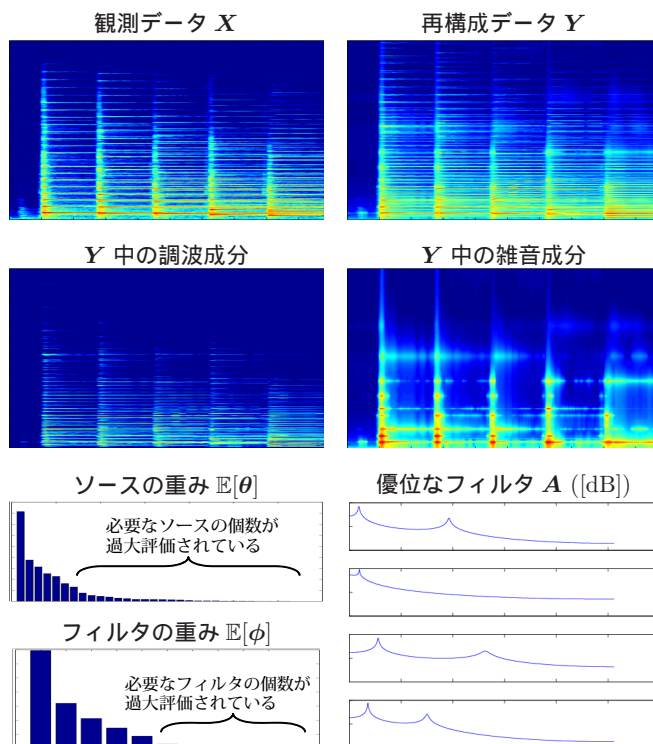 観測データ X
再構成データ Y
Y 中の調波成分
Y 中の雑音成分
ソースの重み 𝔼[θ]
優位なフィルタ A ([dB])
必要なソースの個数が
過大評価されている
フィルタの重み 𝔼[ϕ]
必要なフィルタの個数が
過大評価されている